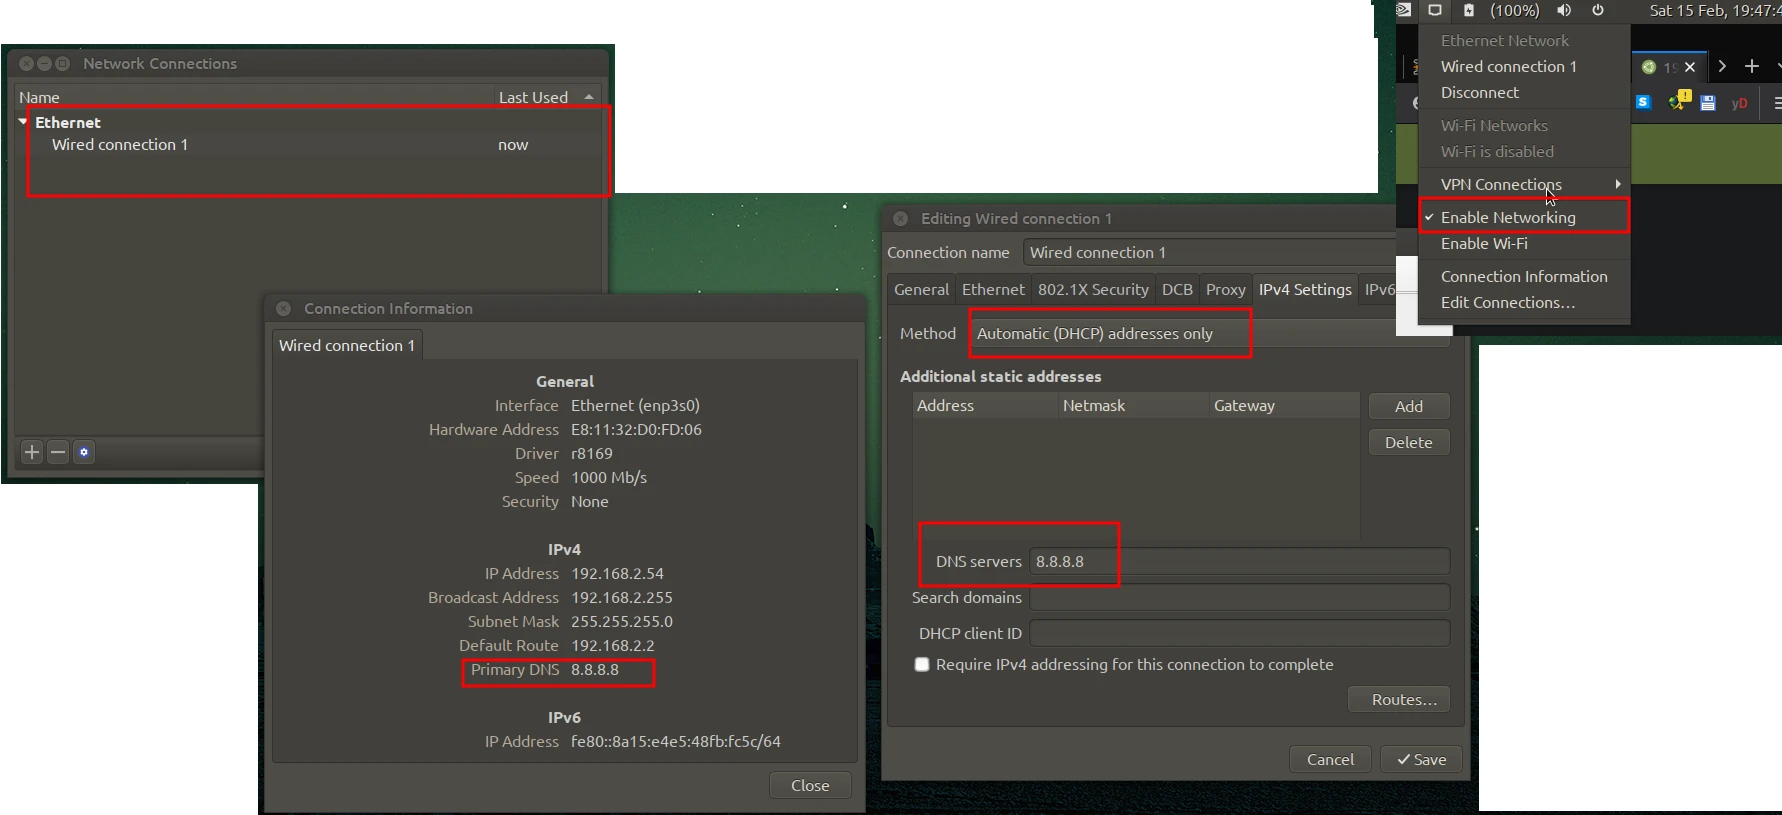 Network Connections
Name Last Used
Ethernet
Wired connection 1 now
Connection Information
Wired connection 1
General
Interface Ethernet (enp3s0)
Hardware Address E8:11:32:D0:FD:06
Driver r8169
Speed 1000 Mb/s
Security None
IPv4
IP Address 192.168.2.54
Broadcast Address 192.168.2.255
Subnet Mask 255.255.255.0
Default Route 192.168.2.2
Primary DNS 8.8.8.8
IPv6
IP Address fe80::8a15:e4e5:48fb:fc5c/64
Close
Editing Wired connection 1
Connection name Wired connection 1
General Ethernet 802.1X Security DCB Proxy IPv4 Settings IPv6
Method Automatic (DHCP) addresses only
Additional static addresses
Address Netmask Gateway
Add
Delete
DNS servers 8.8.8.8
Search domains
DHCP client ID
Require IPv4 addressing for this connection to complete
Routes...
Cancel Save
(100%) Sat 15 Feb, 19:47:4
Ethernet Network
Wired connection 1
Disconnect
Wi-Fi Networks
Wi-Fi is disabled
VPN Connections
Enable Networking
Enable Wi-Fi
Connection Information
Edit Connections...
19
S
yD